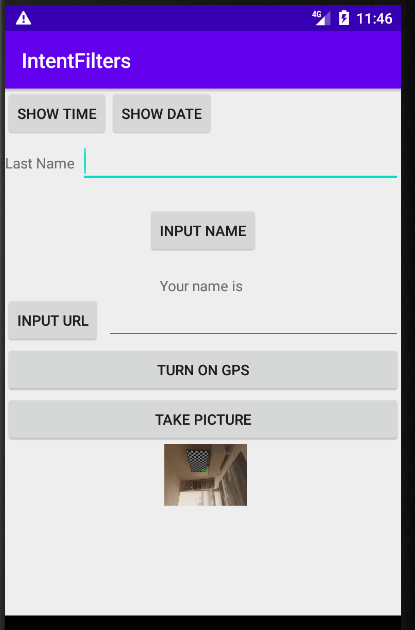 4G 11:46
IntentFilters
SHOW TIME SHOW DATE
Last Name
INPUT NAME
Your name is
INPUT URL
TURN ON GPS
TAKE PICTURE